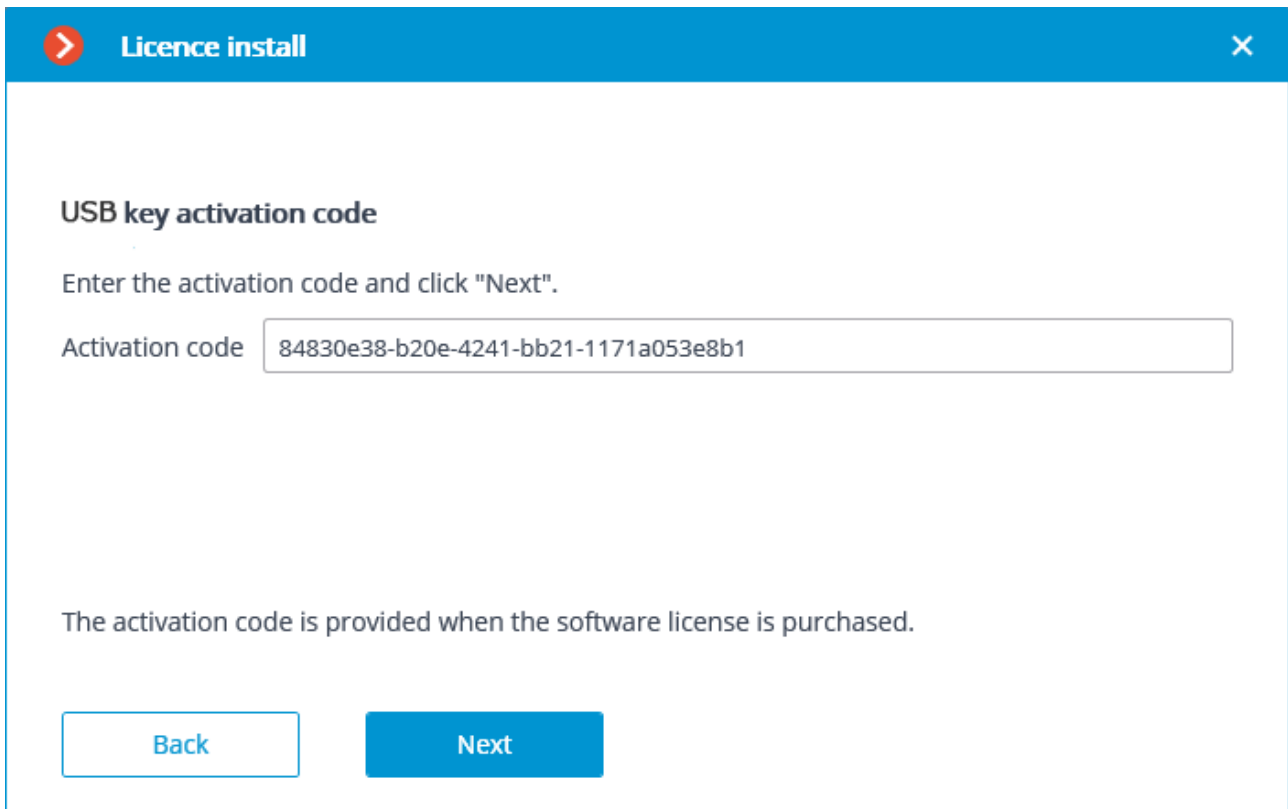 Licence install
USB key activation code
Enter the activation code and click "Next".
Activation code 84830e38-b20e-4241-bb21-1171a053e8b1
The activation code is provided when the software license is purchased.
Back Next